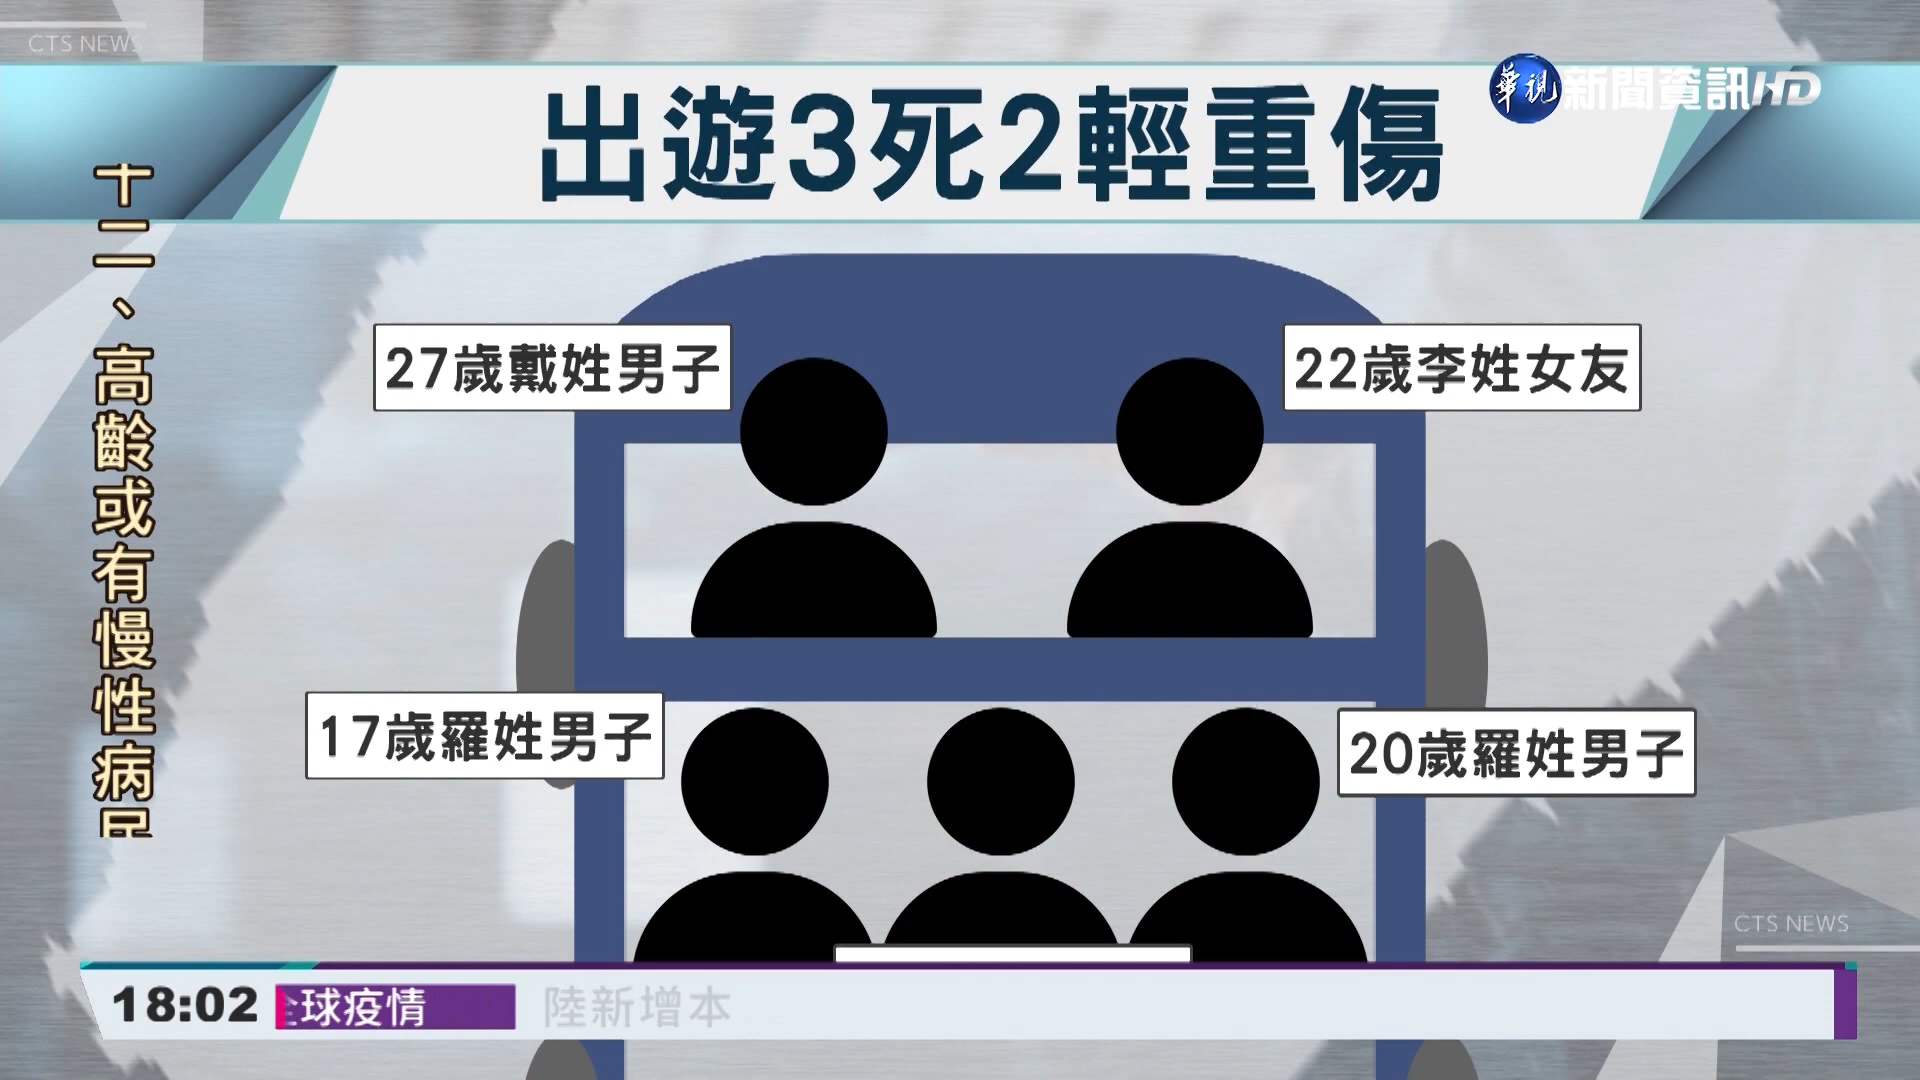 CTS NEWS
出遊3死2輕重傷
華視新聞資訊HD
十二、高齡或有慢性病
27歲戴姓男子
22歲李姓女友
17歲羅姓男子
20歲羅姓男子
CTS NEWS
18:02
全球疫情
陸新增本